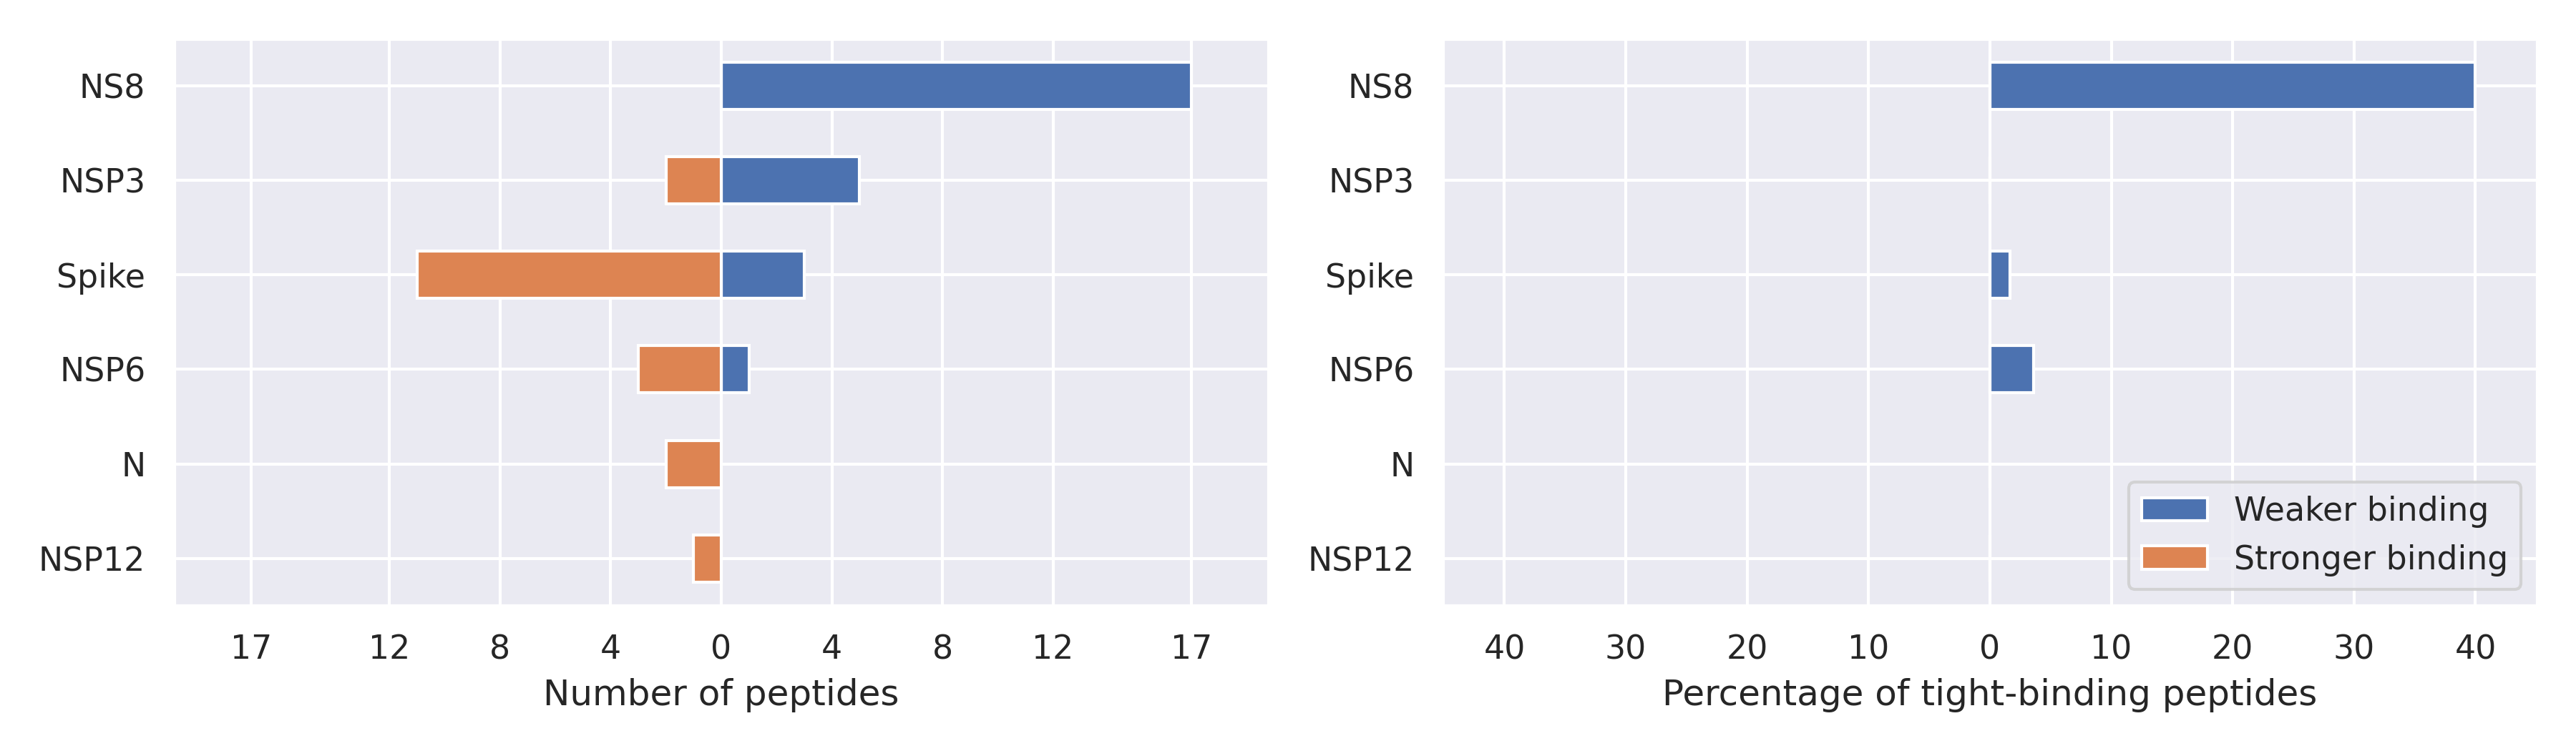 NS8
NSP3
Spike
NSP6
N
NSP12
17 12 8 4 0 4 8 12 17
Number of peptides
NS8
NSP3
Spike
NSP6
N
NSP12
Weaker binding
Stronger binding
40 30 20 10 0 10 20 30 40
Percentage of tight-binding peptides